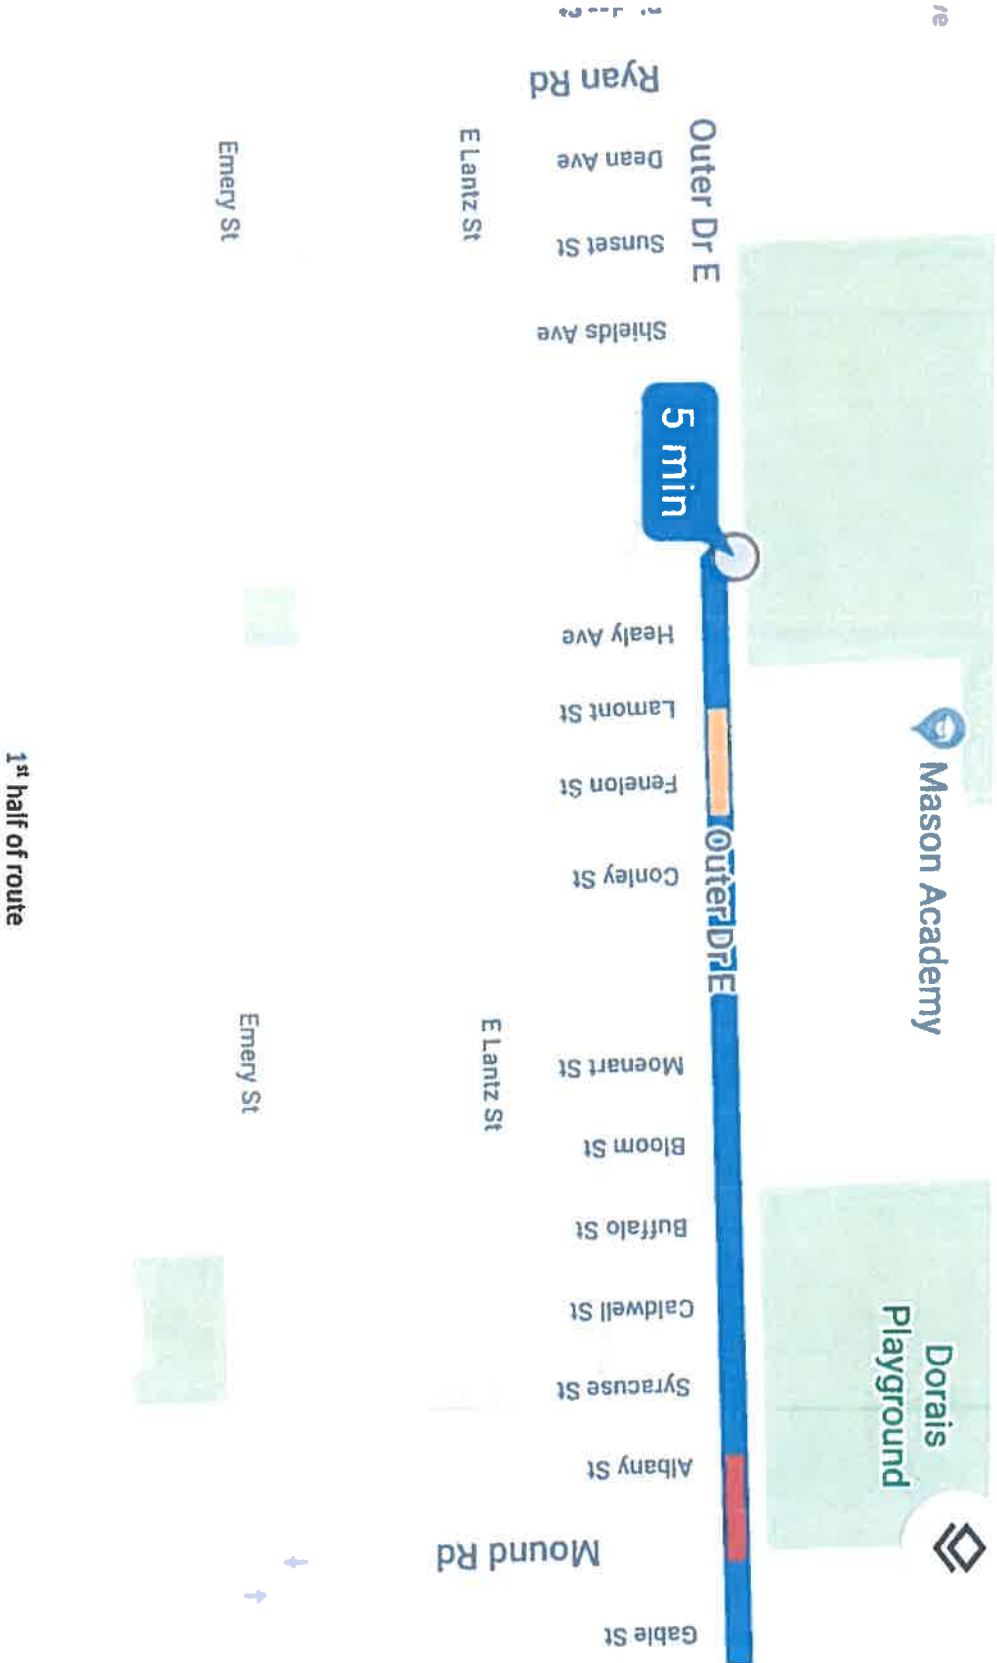 Ryan Rd
Dean Ave
Sunset St
Shields Ave
Outer Dr E
E Lantz St
Emery St
5 min
Healy Ave
Lamont St
Fenelon St
Conley St
Outer Dr E
Mason Academy
Moenart St
Bloom St
Buffalo St
Caldwell St
Syracuse St
Albany St
Mound Rd
Gable St
E Lantz St
Emery St
Dorais
Playground
1st half of route